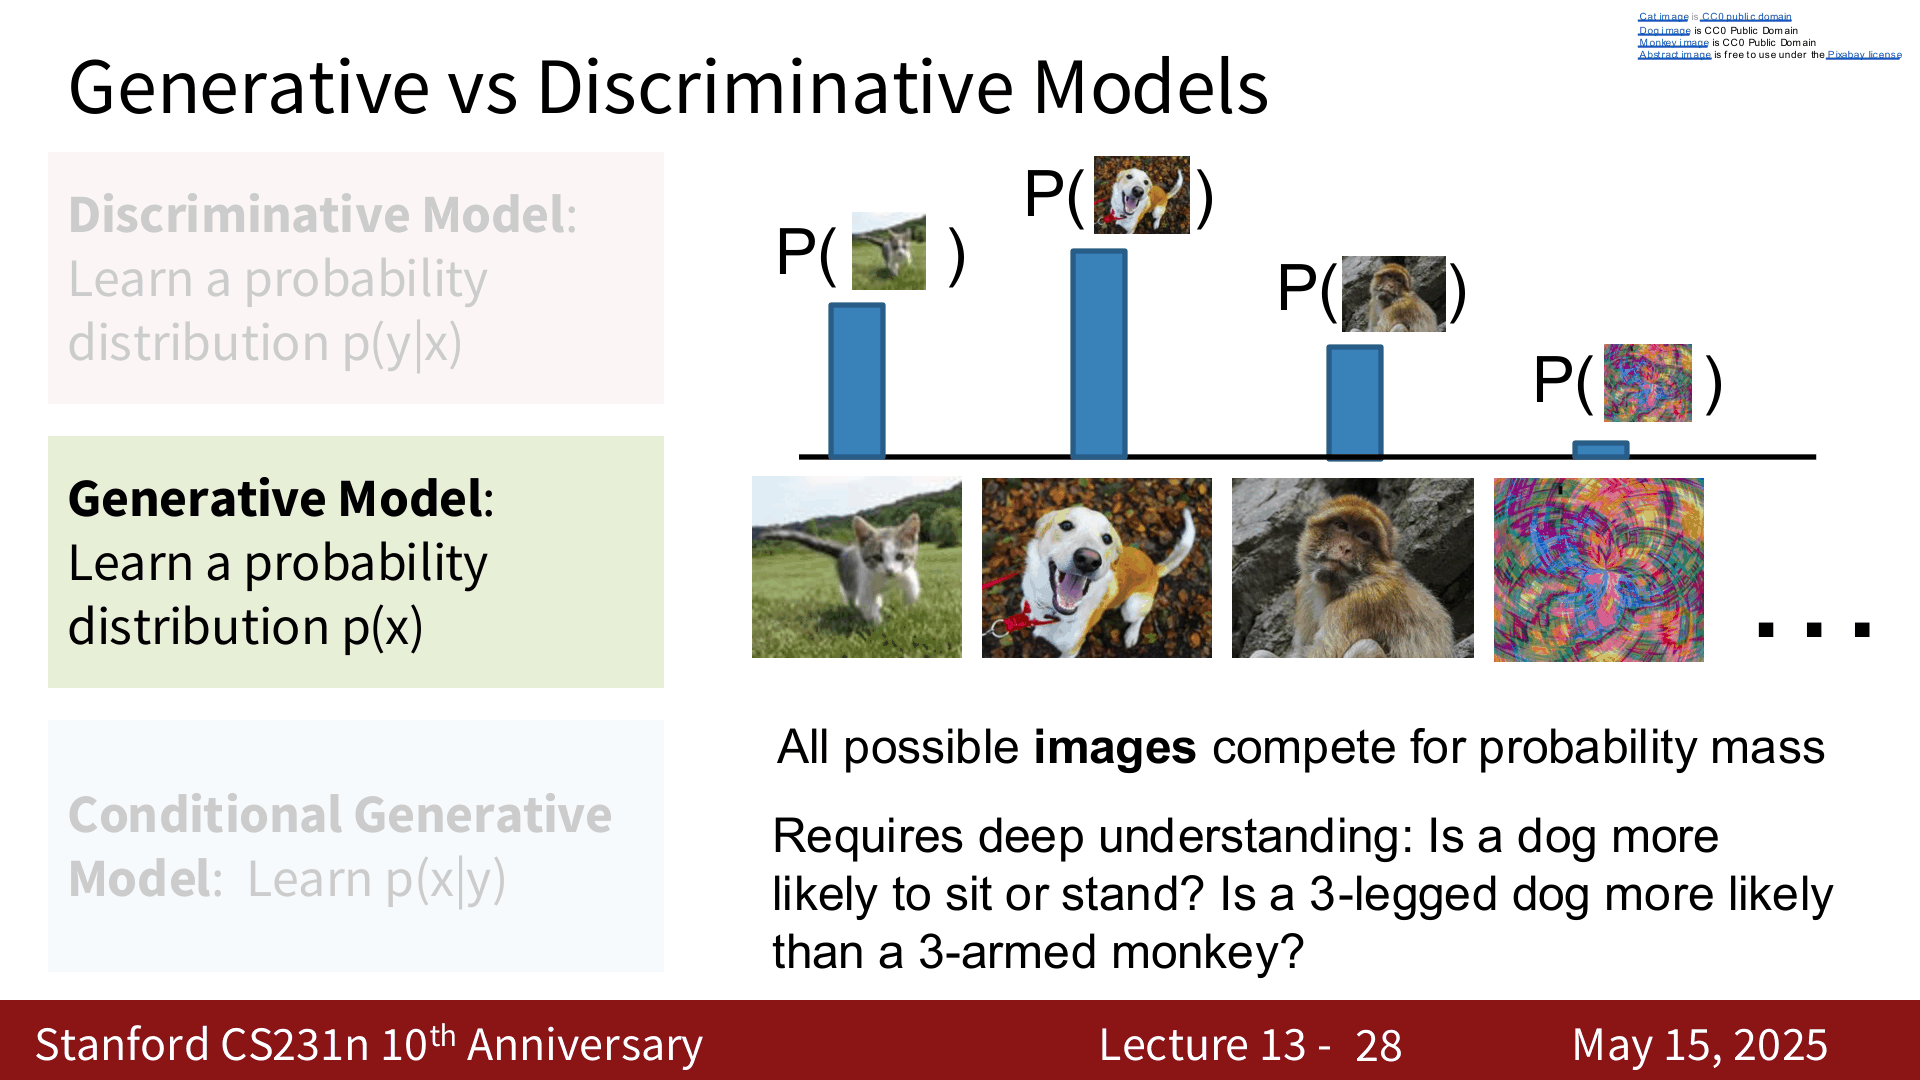 Cat image is CC0 public domain
Dog image is CC0 Public Domain
Monkey image is CC0 Public Domain
Abstract image is free to use under the Pixabay license
Generative vs Discriminative Models
Discriminative Model:
Learn a probability
distribution p(y|x)
Generative Model:
Learn a probability
distribution p(x)
Conditional Generative
Model: Learn p(x|y)
P( )
P( )
P( )
P( )
...
All possible images compete for probability mass
Requires deep understanding: Is a dog more
likely to sit or stand? Is a 3-legged dog more likely
than a 3-armed monkey?
Stanford CS231n 10th Anniversary
Lecture 13 - 28
May 15, 2025